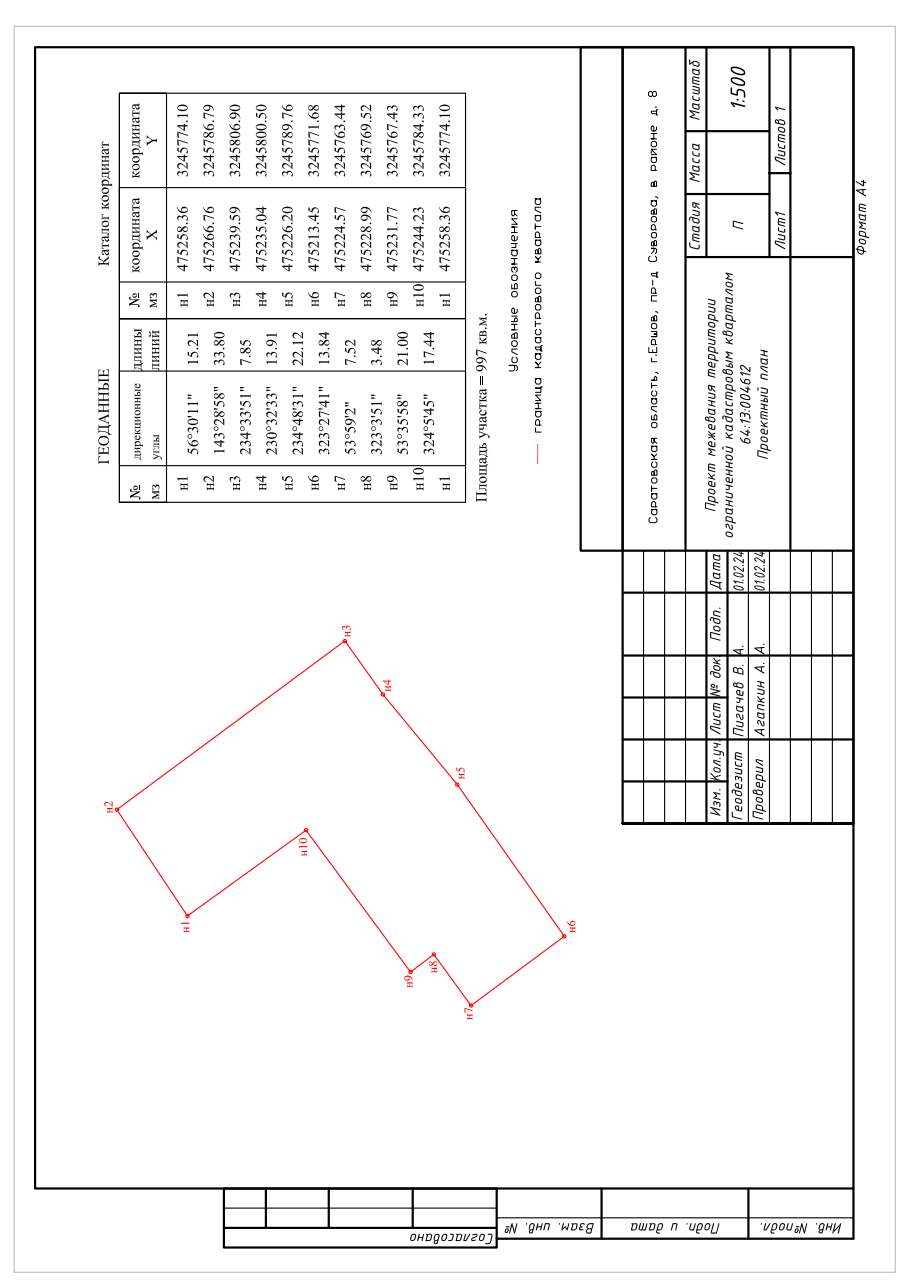 ГЕОДАННЫЕ
№ мз дирекционные углы длины линий
н1
56°30'11" 15.21
н2
143°28'58" 33.80
н3
234°33'51" 7.85
н4
230°32'33" 13.91
н5
234°48'31" 22.12
н6
323°27'41" 13.84
н7
53°59'2" 7.52
н8
323°3'51" 3.48
н9
53°35'58" 21.00
н10
324°5'45" 17.44
н1
Каталог координат
№ мз координата X координата Y
н1 475258.36 3245774.10
н2 475266.76 3245786.79
н3 475239.59 3245806.90
н4 475235.04 3245800.50
н5 475226.20 3245789.76
н6 475213.45 3245771.68
н7 475224.57 3245763.44
н8 475228.99 3245769.52
н9 475231.77 3245767.43
н10 475244.23 3245784.33
н1 475258.36 3245774.10
Площадь участка = 997 кв.м.
Условные обозначения
граница кадастрового квартала
н1
н2
н3
н4
н5
н6
н7
н8
н9
н10
Саратовская область, г.Ершов, пр-д Суворова, в районе д. 8
Изм. Кол.уч. Лист № док. Подп. Дата
Геодезист Пигачев В. А. 01.02.24
Проверил Агапкин А. А. 01.02.24
Проект межевания территории
ограниченной кадастровым кварталом
64:13:004612
Проектный план
Стадия Масса Масштаб
П 1:500
Лист1 Листов 1
Формат А4
Согласовано
Взам. инв. №
Подп. и дата
Инв. №подл.